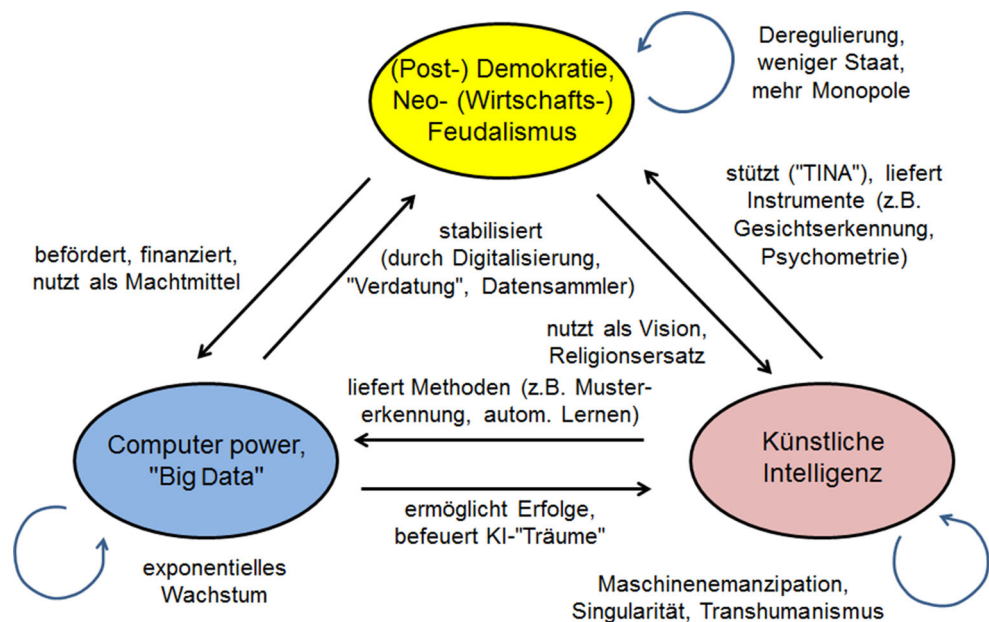 (Post-) Demokratie,
Neo- (Wirtschafts-)
Feudalismus
Deregulierung,
weniger Staat,
mehr Monopole
befördert, finanziert,
nutzt als Machtmittel
stabilisiert
(durch Digitalisierung,
"Verdatung", Datensammler)
stützt ("TINA"), liefert
Instrumente (z.B.
Gesichtserkennung,
Psychometrie)
nutzt als Vision,
Religionsersatz
liefert Methoden (z.B. Muster-
erkennung, autom. Lernen)
Computer power,
"Big Data"
Künstliche
Intelligenz
ermöglicht Erfolge,
befeuert KI-"Träume"
exponentielles
Wachstum
Maschinenemanzipation,
Singularität, Transhumanismus